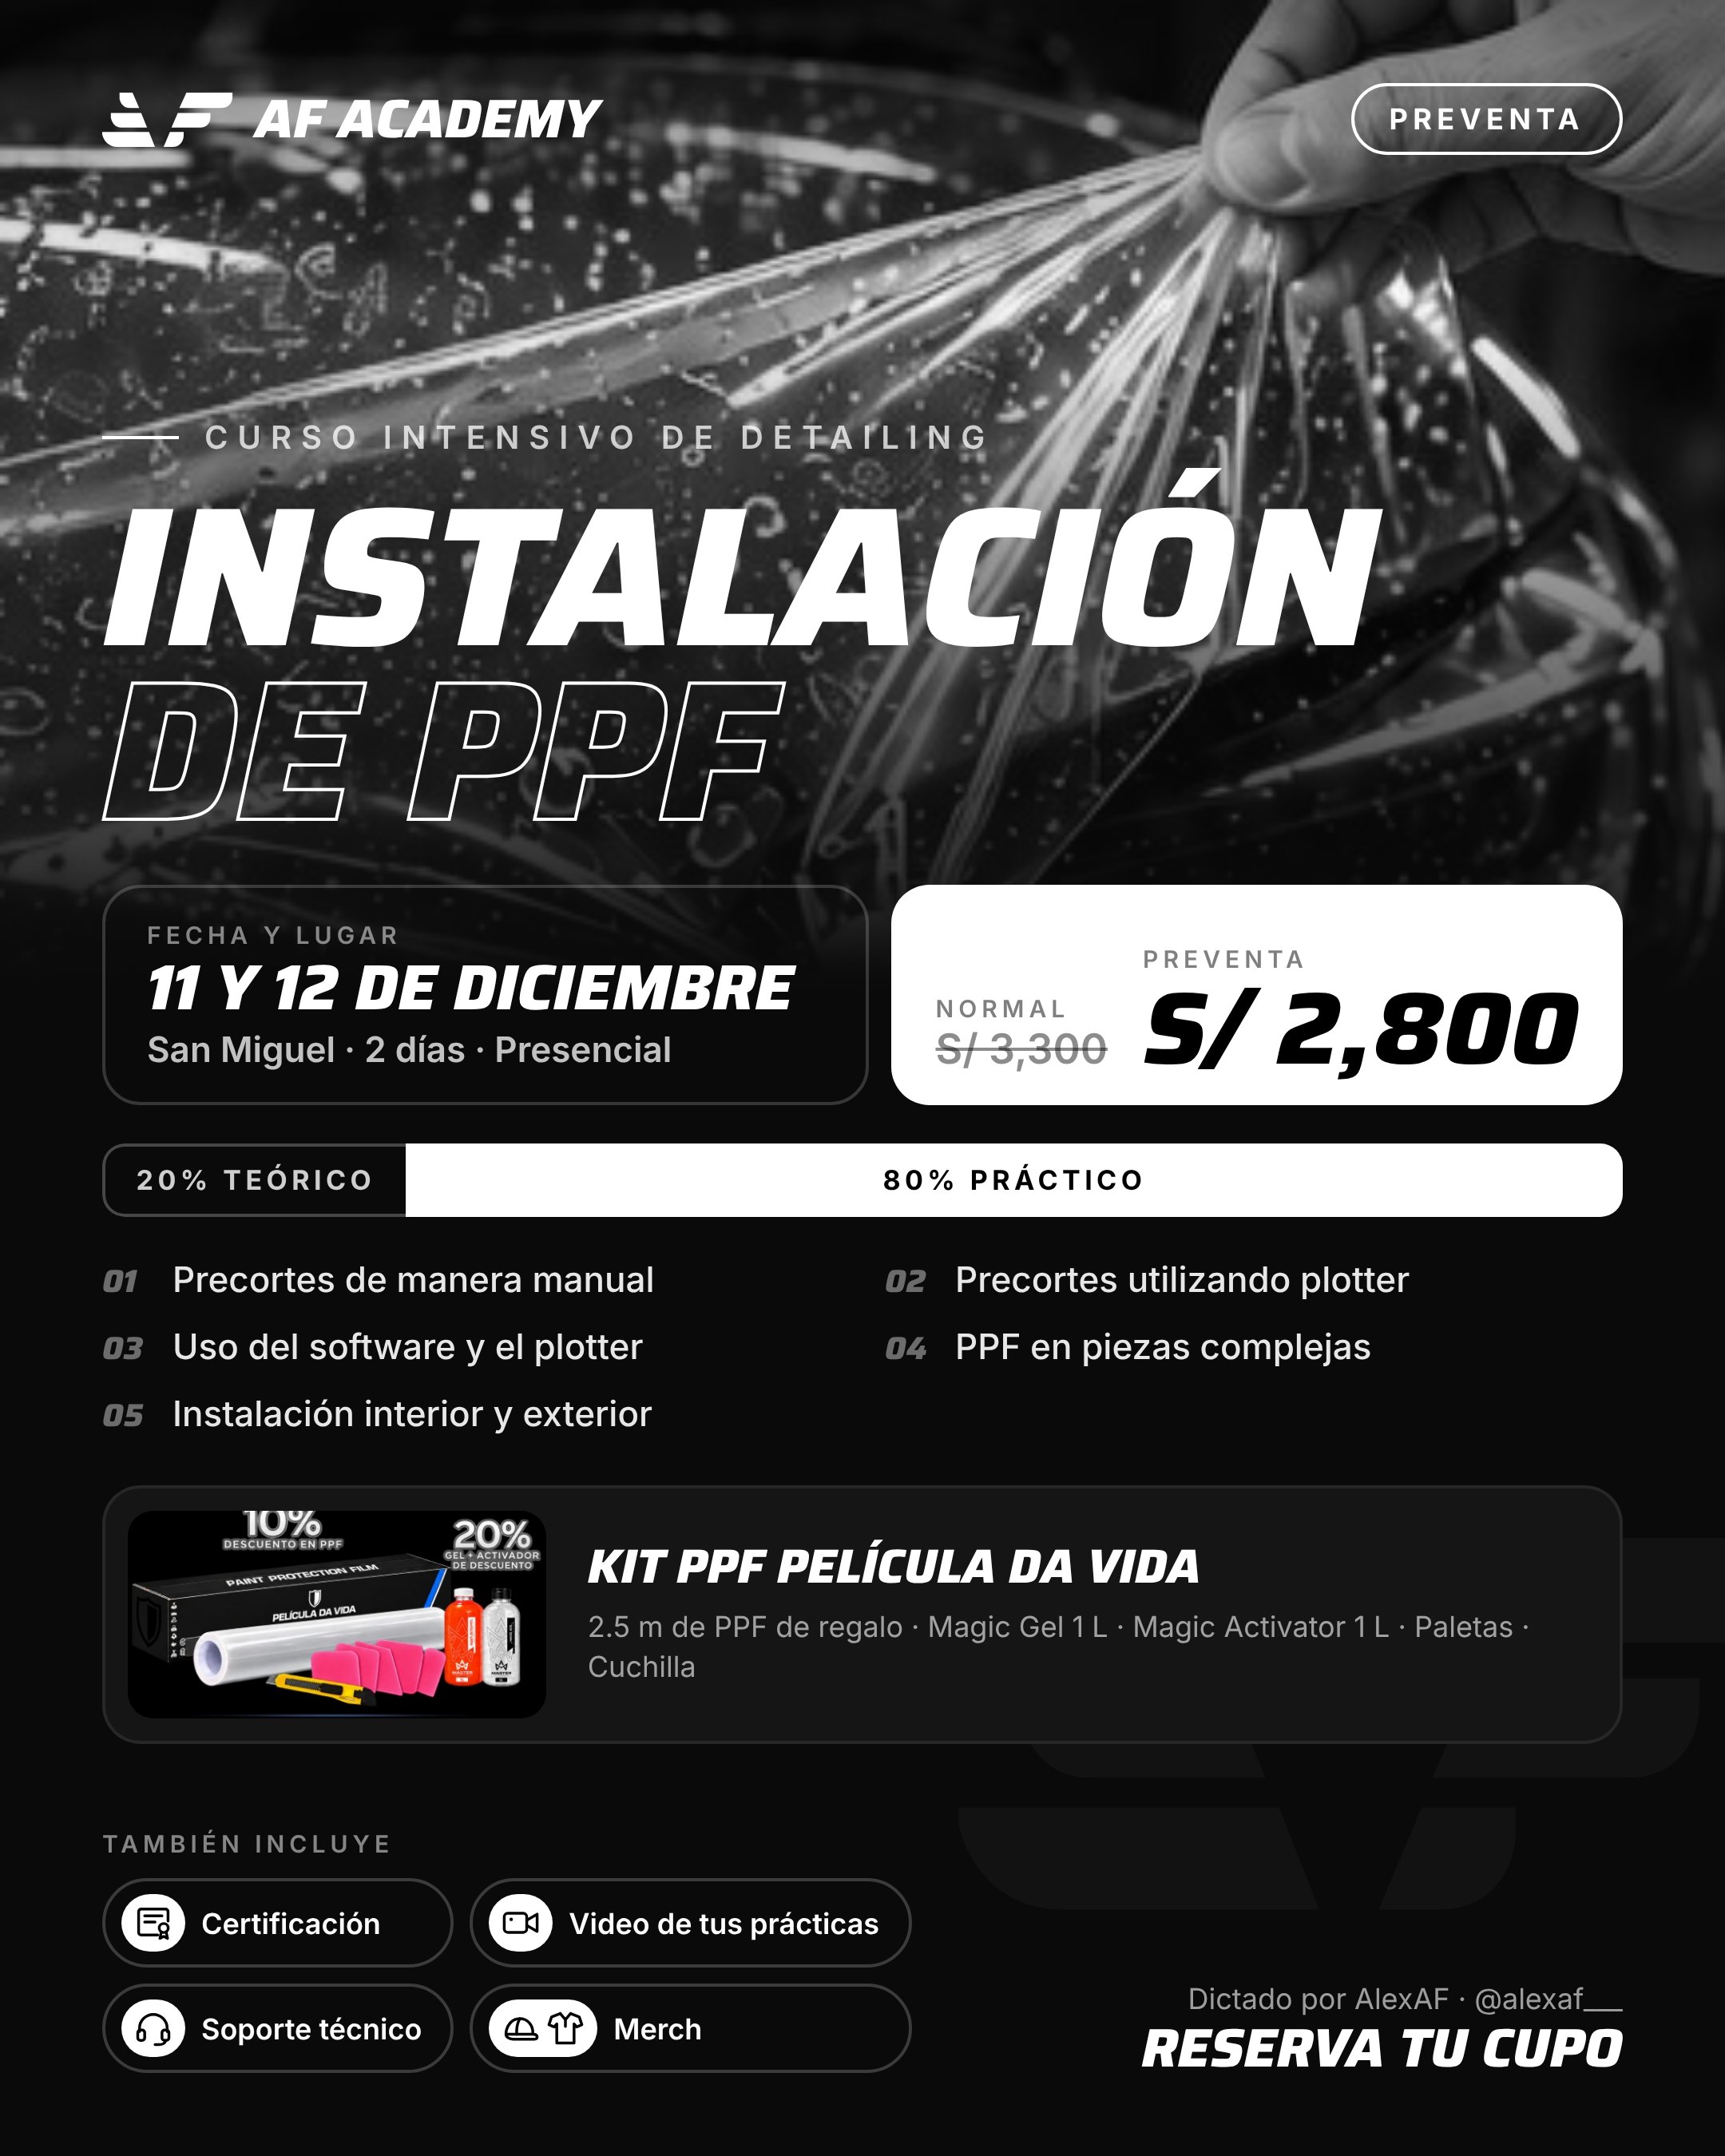 AF ACADEMY
PREVENTA
CURSO INTENSIVO DE DETAILING
INSTALACIÓN
DE PPF
FECHA Y LUGAR
11 Y 12 DE DICIEMBRE
San Miguel · 2 días · Presencial
NORMAL
S/ 3,300
PREVENTA
S/ 2,800
20% TEÓRICO
80% PRÁCTICO
01 Precortes de manera manual
02 Precortes utilizando plotter
03 Uso del software y el plotter
04 PPF en piezas complejas
05 Instalación interior y exterior
10%
DESCUENTO EN PPF
20%
GEL + ACTIVADOR
DE DESCUENTO
PAINT PROTECTION FILM
PELÍCULA DA VIDA
MASTER
MASTER
KIT PPF PELÍCULA DA VIDA
2.5 m de PPF de regalo · Magic Gel 1 L · Magic Activator 1 L · Paletas ·
Cuchilla
TAMBIÉN INCLUYE
Certificación
Video de tus prácticas
Soporte técnico
Merch
Dictado por AlexAF · @alexaf__
RESERVA TU CUPO